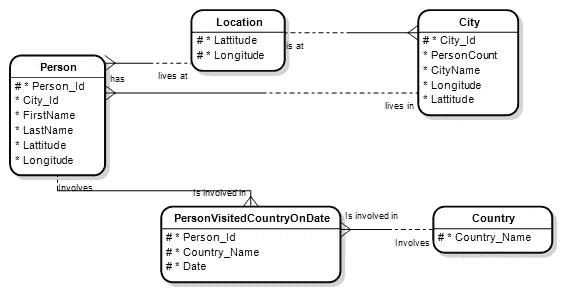 Location
# * Lattitude
# * Longitude
City
# * City_Id
* PersonCount
* CityName
* Longitude
* Lattitude
is at
Person
# * Person_Id
* City_Id
* FirstName
* LastName
* Lattitude
* Longitude
has
lives at
lives in
Involves
Is involved in
PersonVisitedCountryOnDate
# * Person_Id
# * Country_Name
# * Date
Is involved in
Involves
Country
# * Country_Name